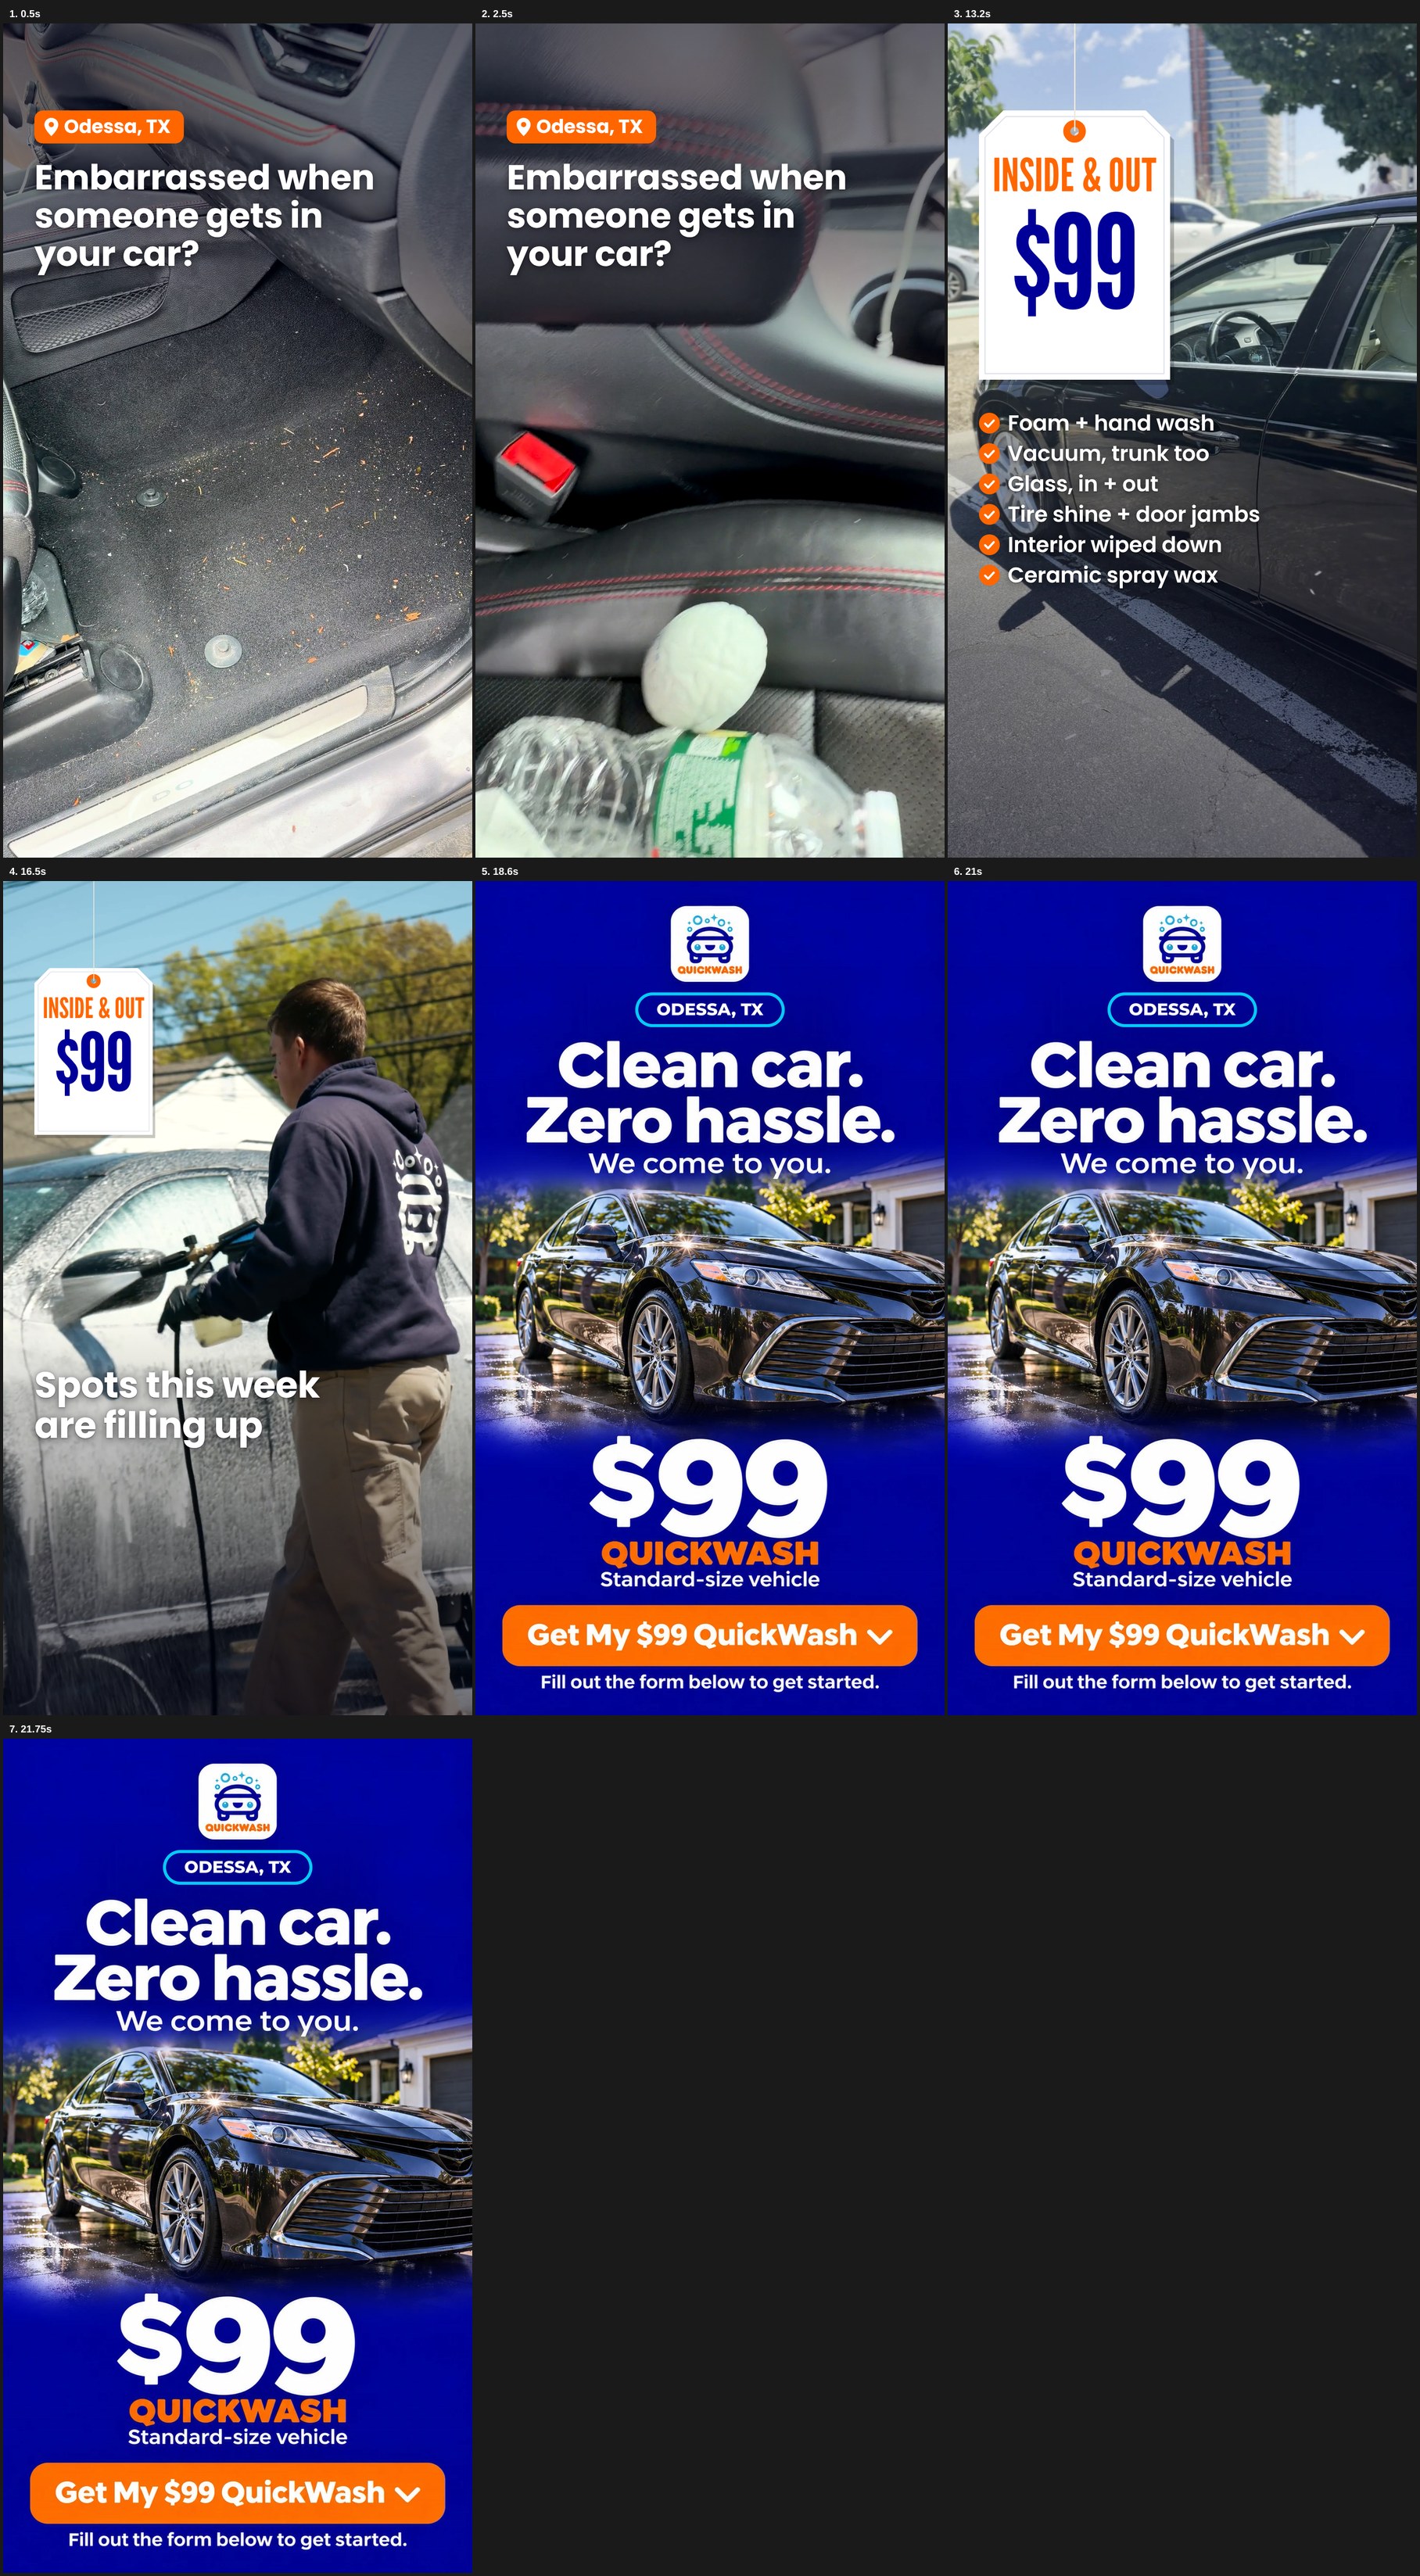 1. 0.5s
Odessa, TX
Embarrassed when
someone gets in
your car?
2. 2.5s
Odessa, TX
Embarrassed when
someone gets in
your car?
3. 13.2s
INSIDE & OUT
$99
Foam + hand wash
Vacuum, trunk too
Glass, in + out
Tire shine + door jambs
Interior wiped down
Ceramic spray wax
4. 16.5s
INSIDE & OUT
$99
Spots this week
are filling up
5. 18.6s
QUICKWASH
ODESSA, TX
Clean car.
Zero hassle.
We come to you.
$99
QUICKWASH
Standard-size vehicle
Get My $99 QuickWash
Fill out the form below to get started.
6. 21s
QUICKWASH
ODESSA, TX
Clean car.
Zero hassle.
We come to you.
$99
QUICKWASH
Standard-size vehicle
Get My $99 QuickWash
Fill out the form below to get started.
7. 21.75s
QUICKWASH
ODESSA, TX
Clean car.
Zero hassle.
We come to you.
$99
QUICKWASH
Standard-size vehicle
Get My $99 QuickWash
Fill out the form below to get started.